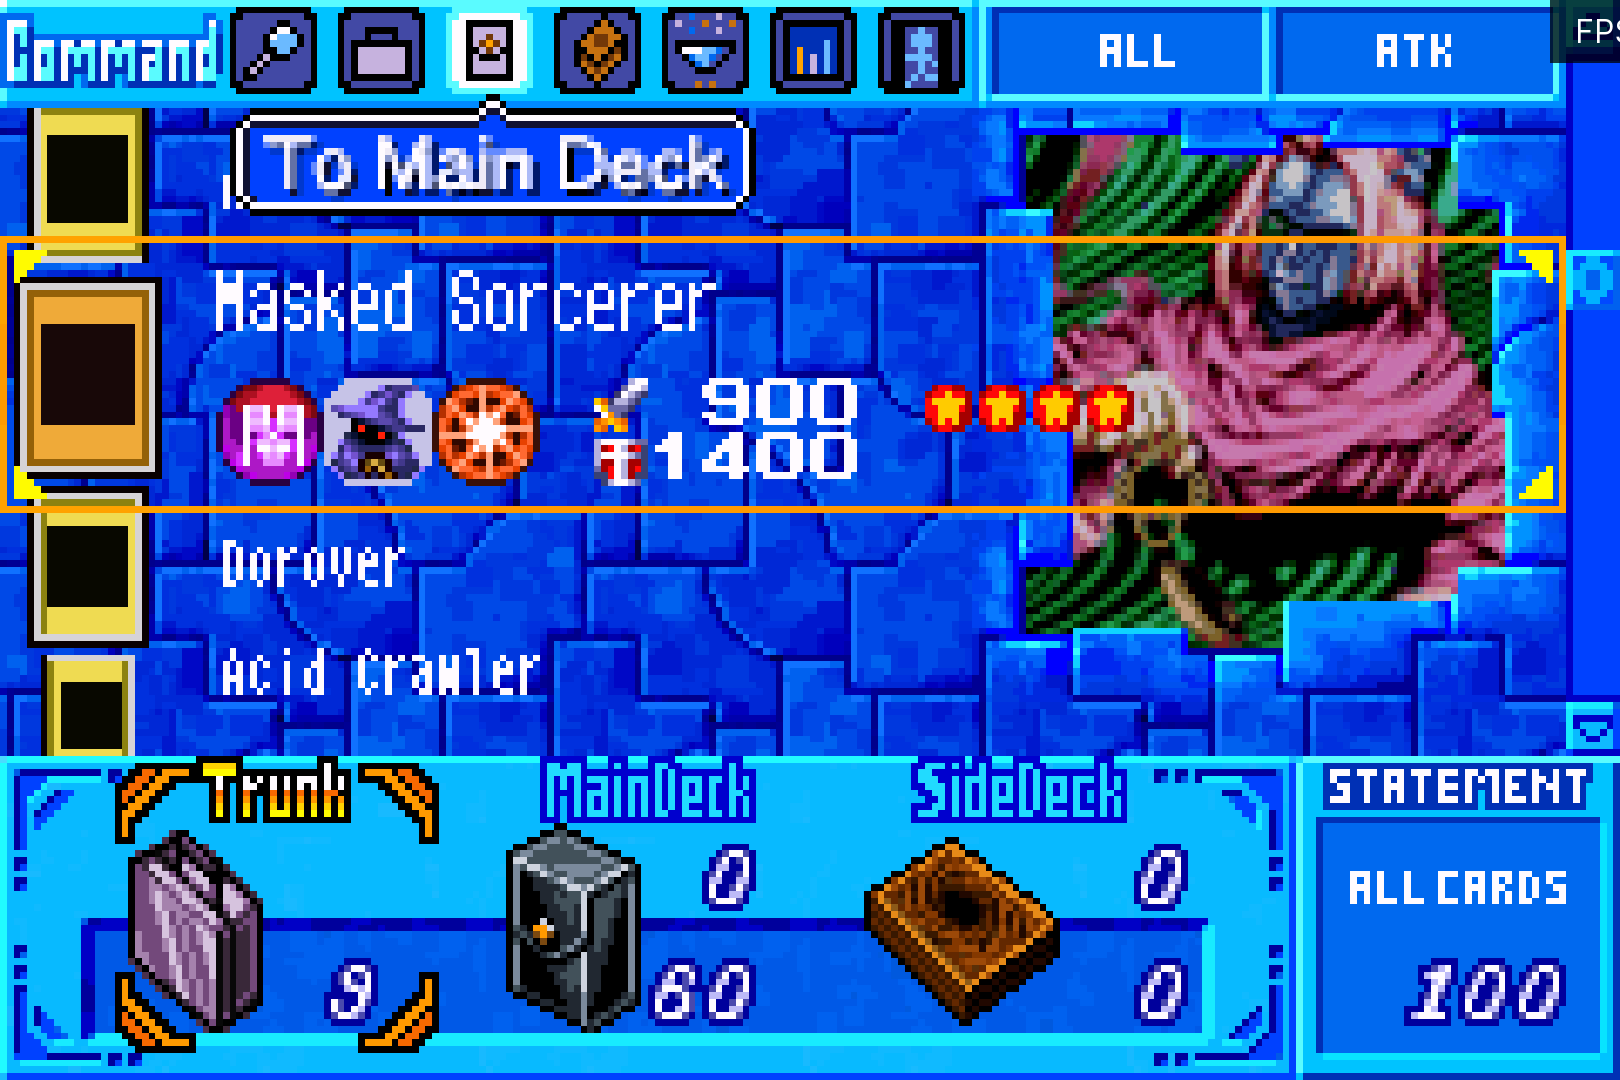 Command
ALL
ATK
FPS
To Main Deck
Masked Sorcerer
900
1400
Dorover
Acid Crawler
Trunk
MainDeck
SideDeck
STATEMENT
0
0
ALL CARDS
9
60
0
100